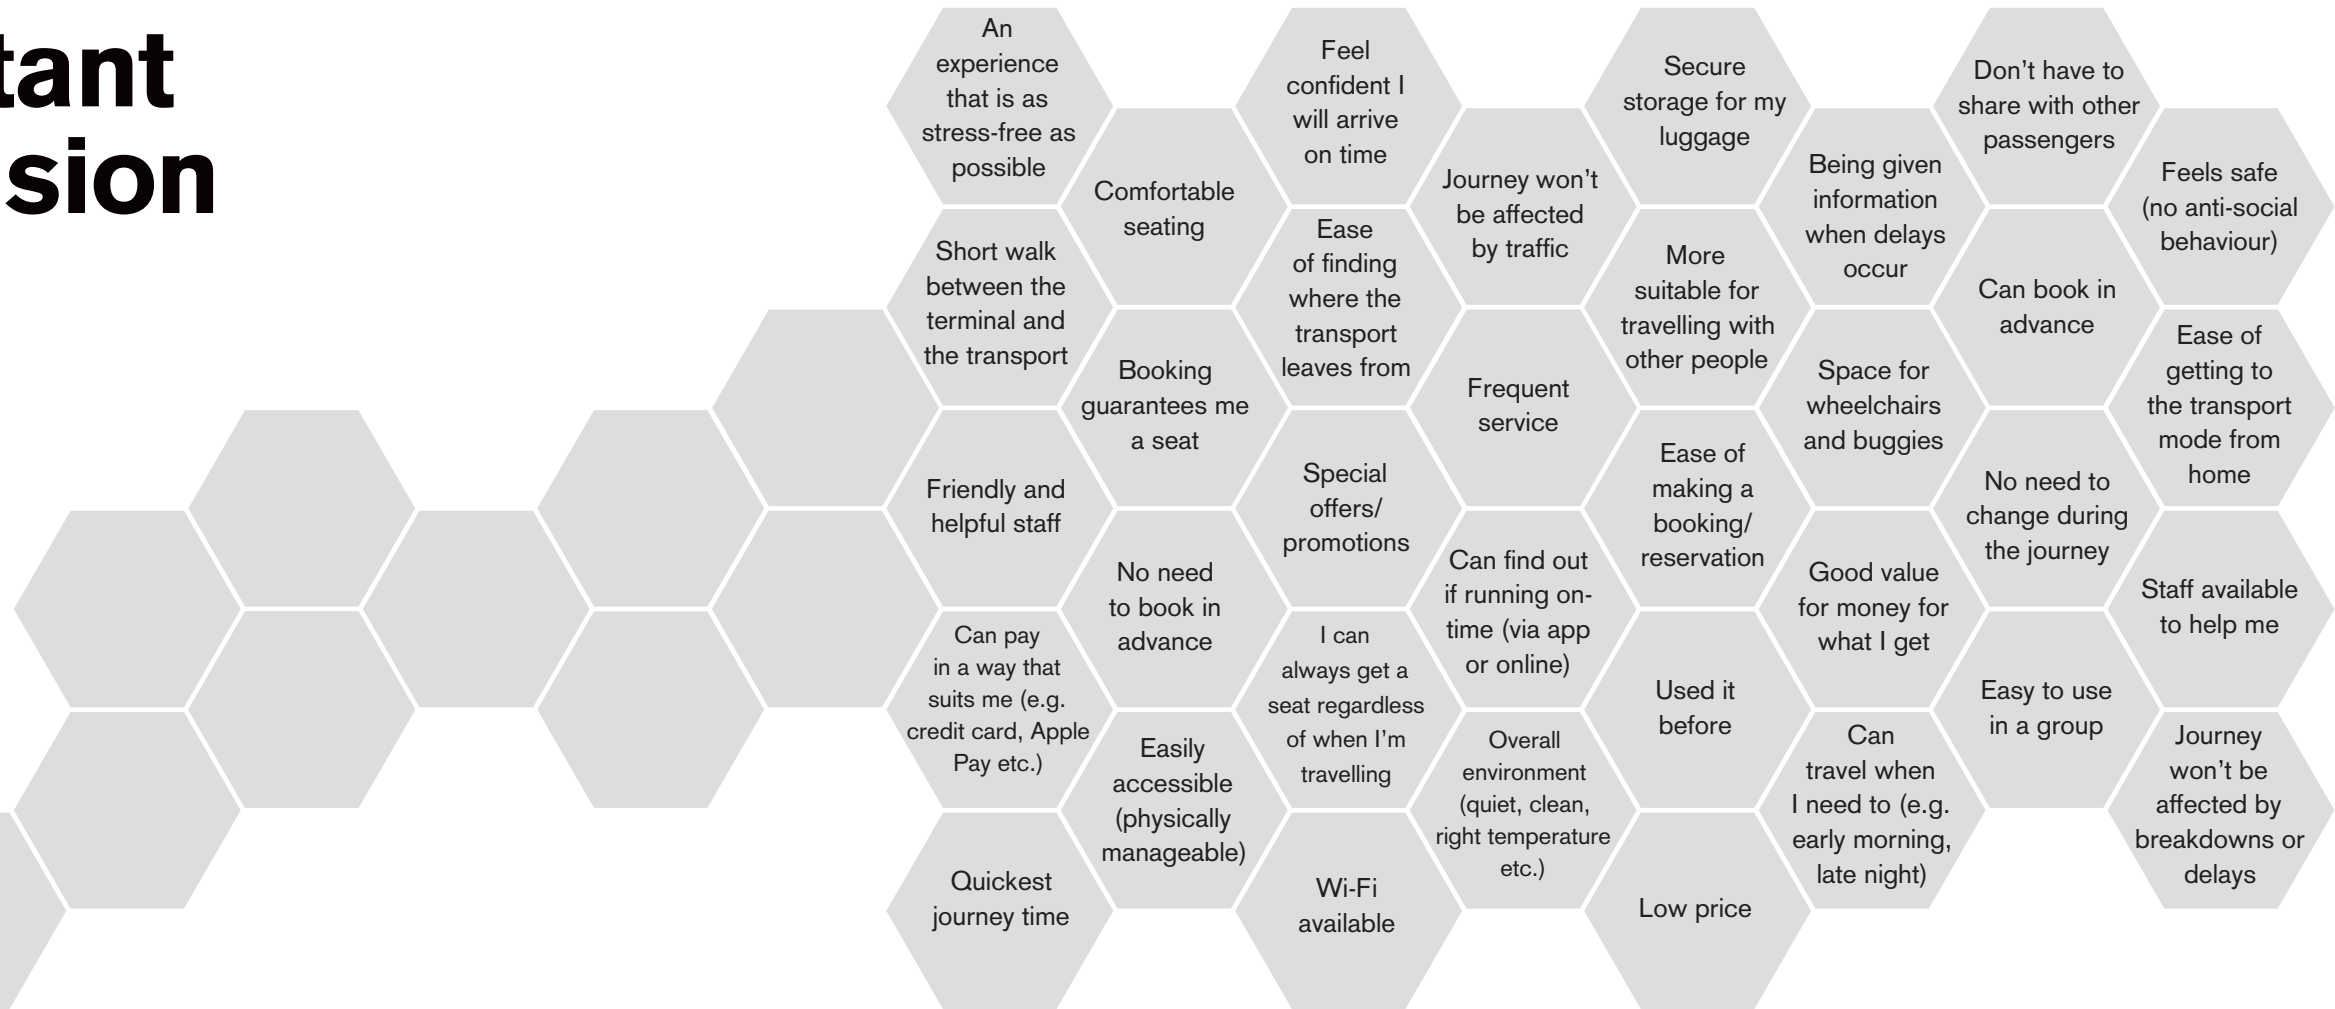 tant
sion
An
experience
that is as
stress-free as
possible
Short walk
between the
terminal and
the transport
Friendly and
helpful staff
Can pay
in a way that
suits me (e.g.
credit card, Apple
Pay etc.)
Quickest
journey time
Comfortable
seating
Booking
guarantees me
a seat
No need
to book in
advance
Easily
accessible
(physically
manageable)
Feel
confident I
will arrive
on time
Ease
of finding
where the
transport
leaves from
Special
offers/
promotions
I can
always get a
seat regardless
of when I’m
travelling
Wi-Fi
available
Journey won’t
be affected
by traffic
Frequent
service
Can find out
if running on-
time (via app
or online)
Overall
environment
(quiet, clean,
right temperature
etc.)
Secure
storage for my
luggage
More
suitable for
travelling with
other people
Ease of
making a
booking/
reservation
Used it
before
Low price
Being given
information
when delays
occur
Space for
wheelchairs
and buggies
Good value
for money for
what I get
Can
travel when
I need to (e.g.
early morning,
late night)
Don’t have to
share with other
passengers
Can book in
advance
No need to
change during
the journey
Easy to use
in a group
Feels safe
(no anti-social
behaviour)
Ease of
getting to
the transport
mode from
home
Staff available
to help me
Journey
won’t be
affected by
breakdowns or
delays